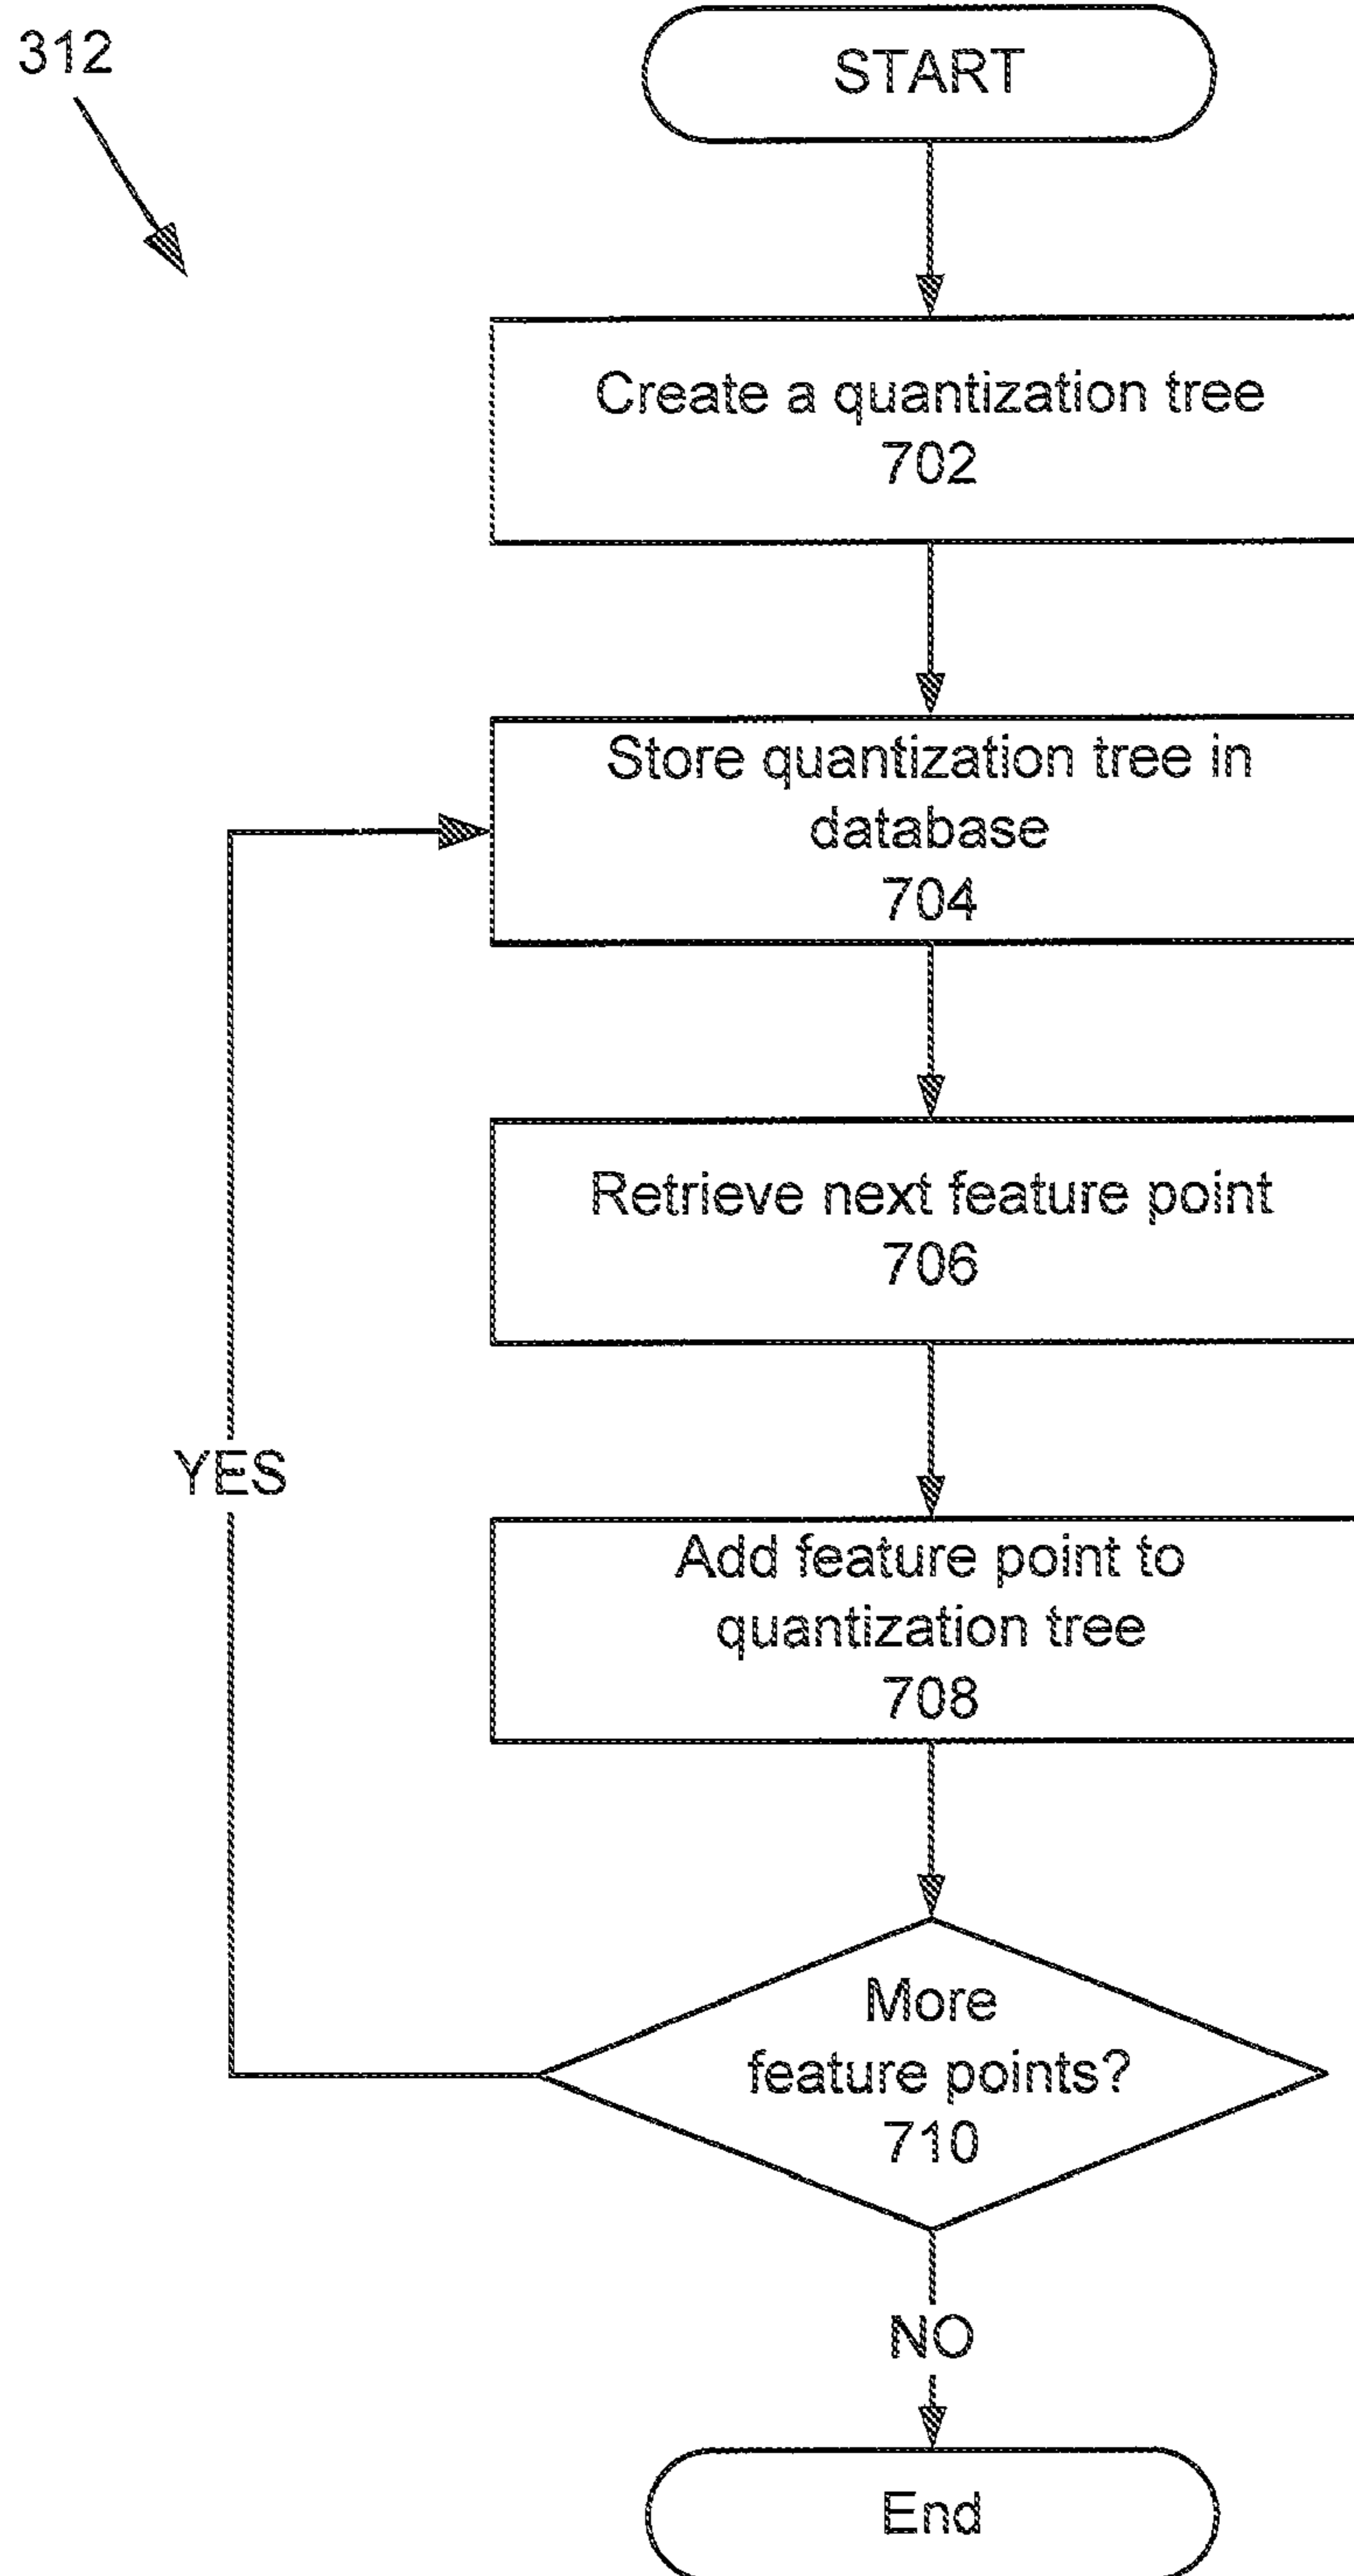 312
START
Create a quantization tree
702
Store quantization tree in
database
704
Retrieve next feature point
706
YES
Add feature point to
quantization tree
708
More
feature points?
710
NO
End